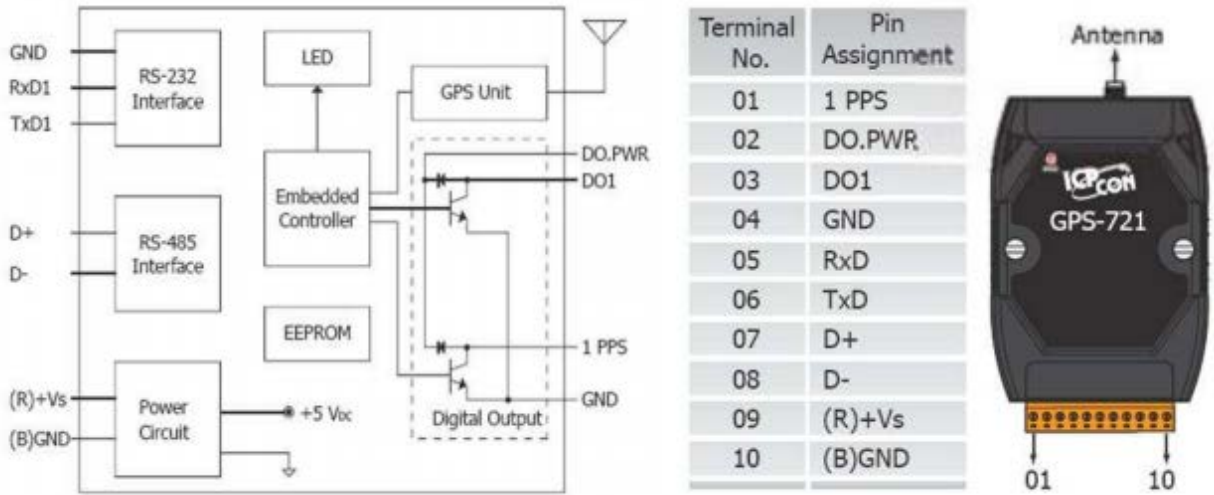 GND
RxD1
TxD1
RS-232
Interface
LED
GPS Unit
DO.PWR
DO1
Embedded
Controller
D+
D-
RS-485
Interface
EEPROM
1 PPS
GND
Digital Output
(R)+Vs
(B)GND
Power
Circuit
+5 VDC
Terminal No. Pin Assignment
01 1 PPS
02 DO.PWR
03 DO1
04 GND
05 RxD
06 TxD
07 D+
08 D-
09 (R)+Vs
10 (B)GND
Antenna
ICP CON
GPS-721
01 10